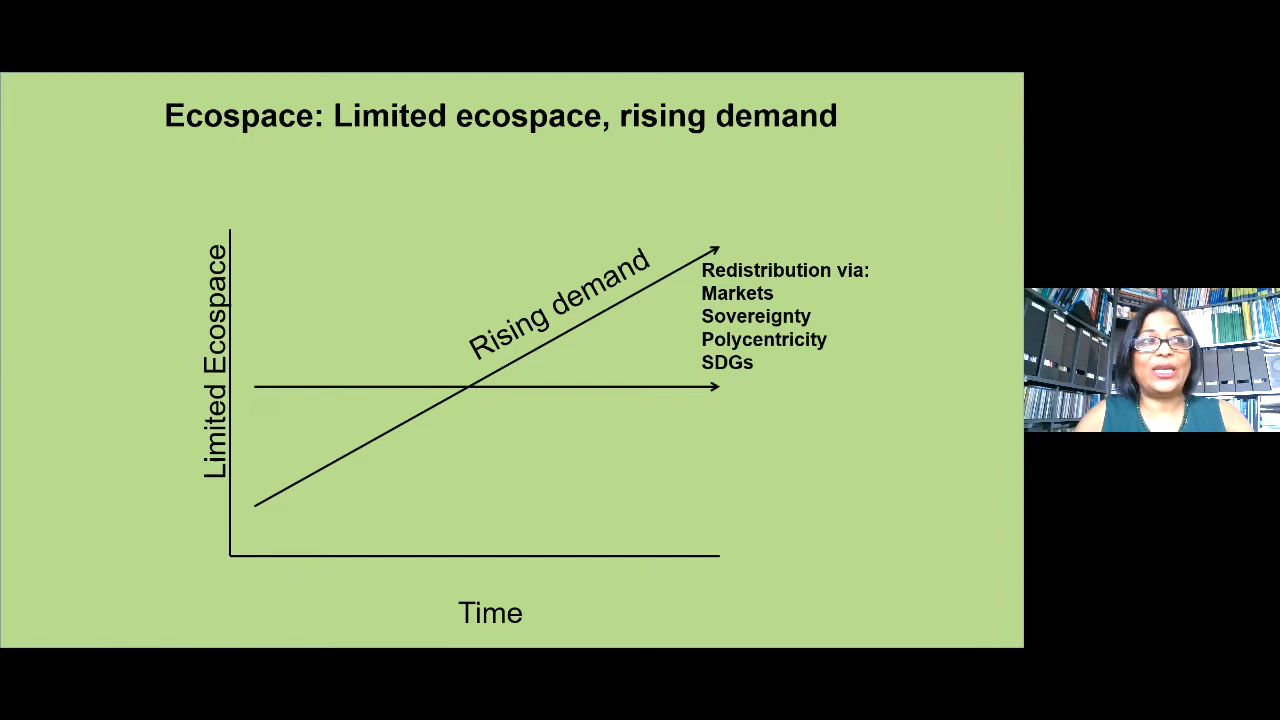 Ecospace: Limited ecospace, rising demand
Limited Ecospace
Rising demand
Redistribution via:
Markets
Sovereignty
Polycentricity
SDGs
Time